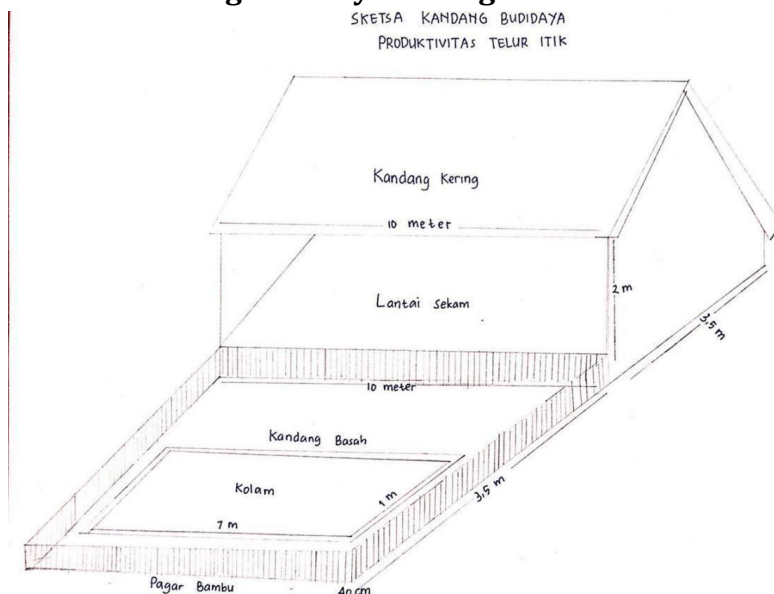 SKETSA KANDANG BUDIDAYA
PRODUKTIVITAS TELUR ITIK
Kandang Kering
10 meter
2 m
Lantai Sekam
3,5 m
10 meter
Kandang Basah
Kolam
1 m
3,5 m
7 m
Pagar Bambu
40 cm